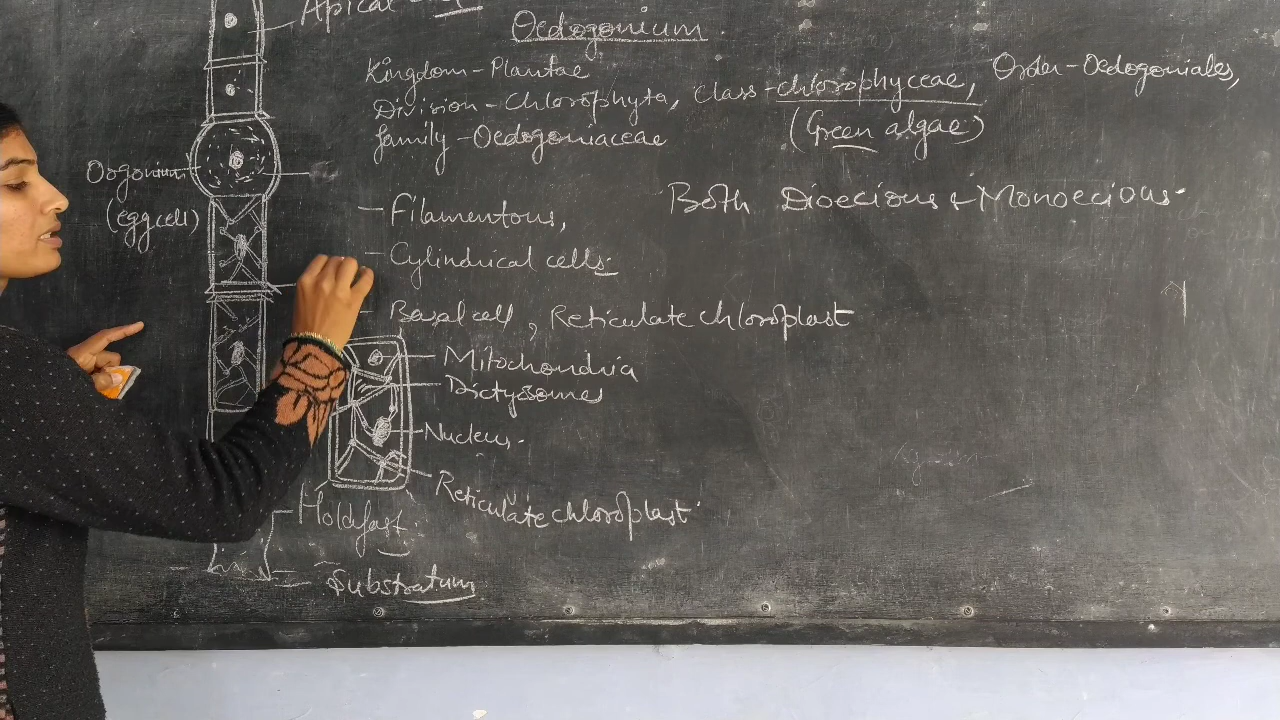 Apical
Oedogonium.
Kingdom - Plantae
Division - Chlorophyta, Class - chlorophyceae, Order - Oedogoniales,
(Green algae)
family - Oedogoniaceae
Oogonium
(egg cell)
Both Dioecious & Monoecious.
- Filamentous,
- Cylindrical cells
- Basal cell, Reticulate chloroplast
Mitochondria
Dictyosomes
Nucleus.
Reticulate chloroplast
Holdfast
Substratum